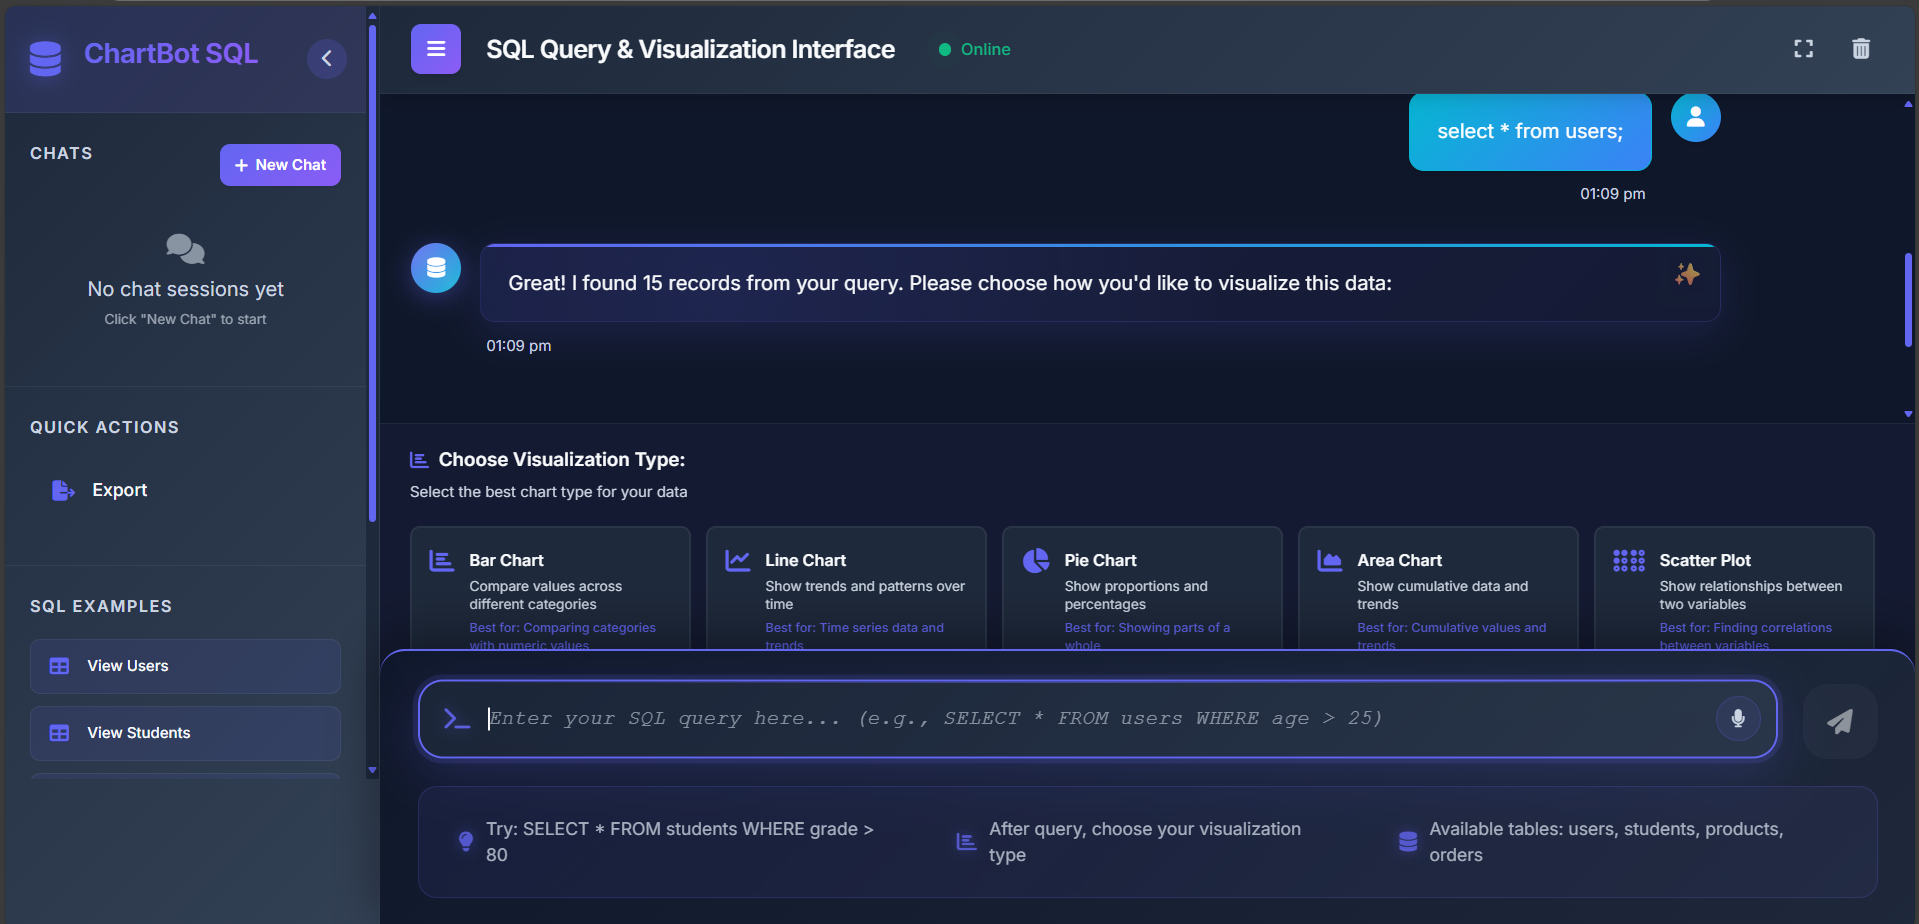 ChartBot SQL
CHATS
New Chat
No chat sessions yet
Click "New Chat" to start
QUICK ACTIONS
Export
SQL EXAMPLES
View Users
View Students
SQL Query & Visualization Interface
Online
select * from users;
01:09 pm
Great! I found 15 records from your query. Please choose how you'd like to visualize this data:
01:09 pm
Choose Visualization Type:
Select the best chart type for your data
Bar Chart
Compare values across
different categories
Best for: Comparing categories
with numeric values
Line Chart
Show trends and patterns over
time
Best for: Time series data and
trends
Pie Chart
Show proportions and
percentages
Best for: Showing parts of a
whole
Area Chart
Show cumulative data and
trends
Best for: Cumulative values and
trends
Scatter Plot
Show relationships between
two variables
Best for: Finding correlations
between variables
Enter your SQL query here... (e.g., SELECT * FROM users WHERE age > 25)
Try: SELECT * FROM students WHERE grade >
80
After query, choose your visualization
type
Available tables: users, students, products,
orders